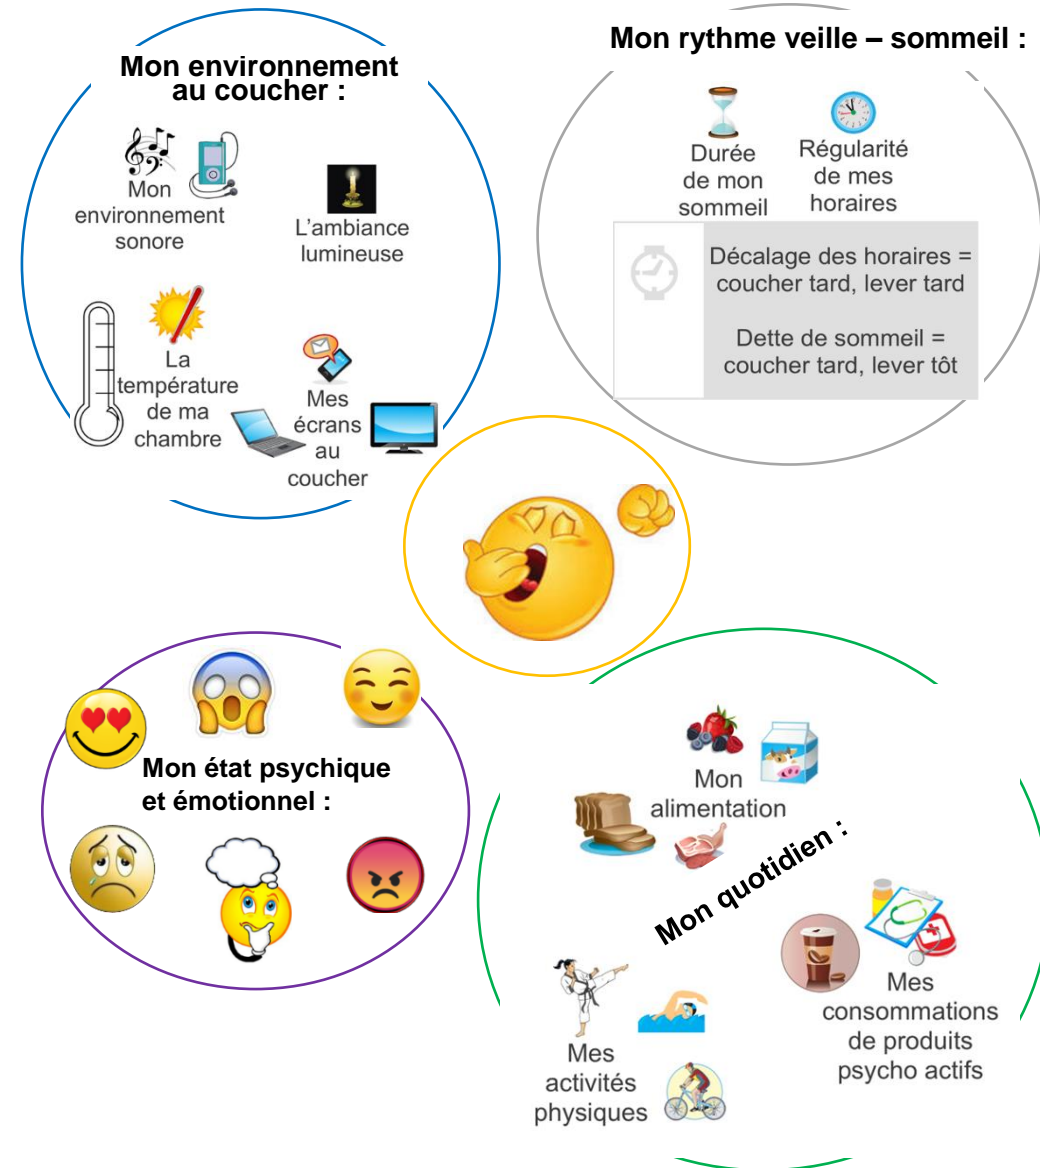 Mon environnement
au coucher :
Mon
environnement
sonore
L'ambiance
lumineuse
La
température
de ma
chambre
Mes
écrans
au
coucher
Mon rythme veille – sommeil :
Durée
de mon
sommeil
Régularité
de mes
horaires
Décalage des horaires =
coucher tard, lever tard
Dette de sommeil =
coucher tard, lever tôt
Mon état psychique
et émotionnel :
Mon quotidien :
Mon
alimentation
Mes
consommations
de produits
psycho actifs
Mes
activités
physiques